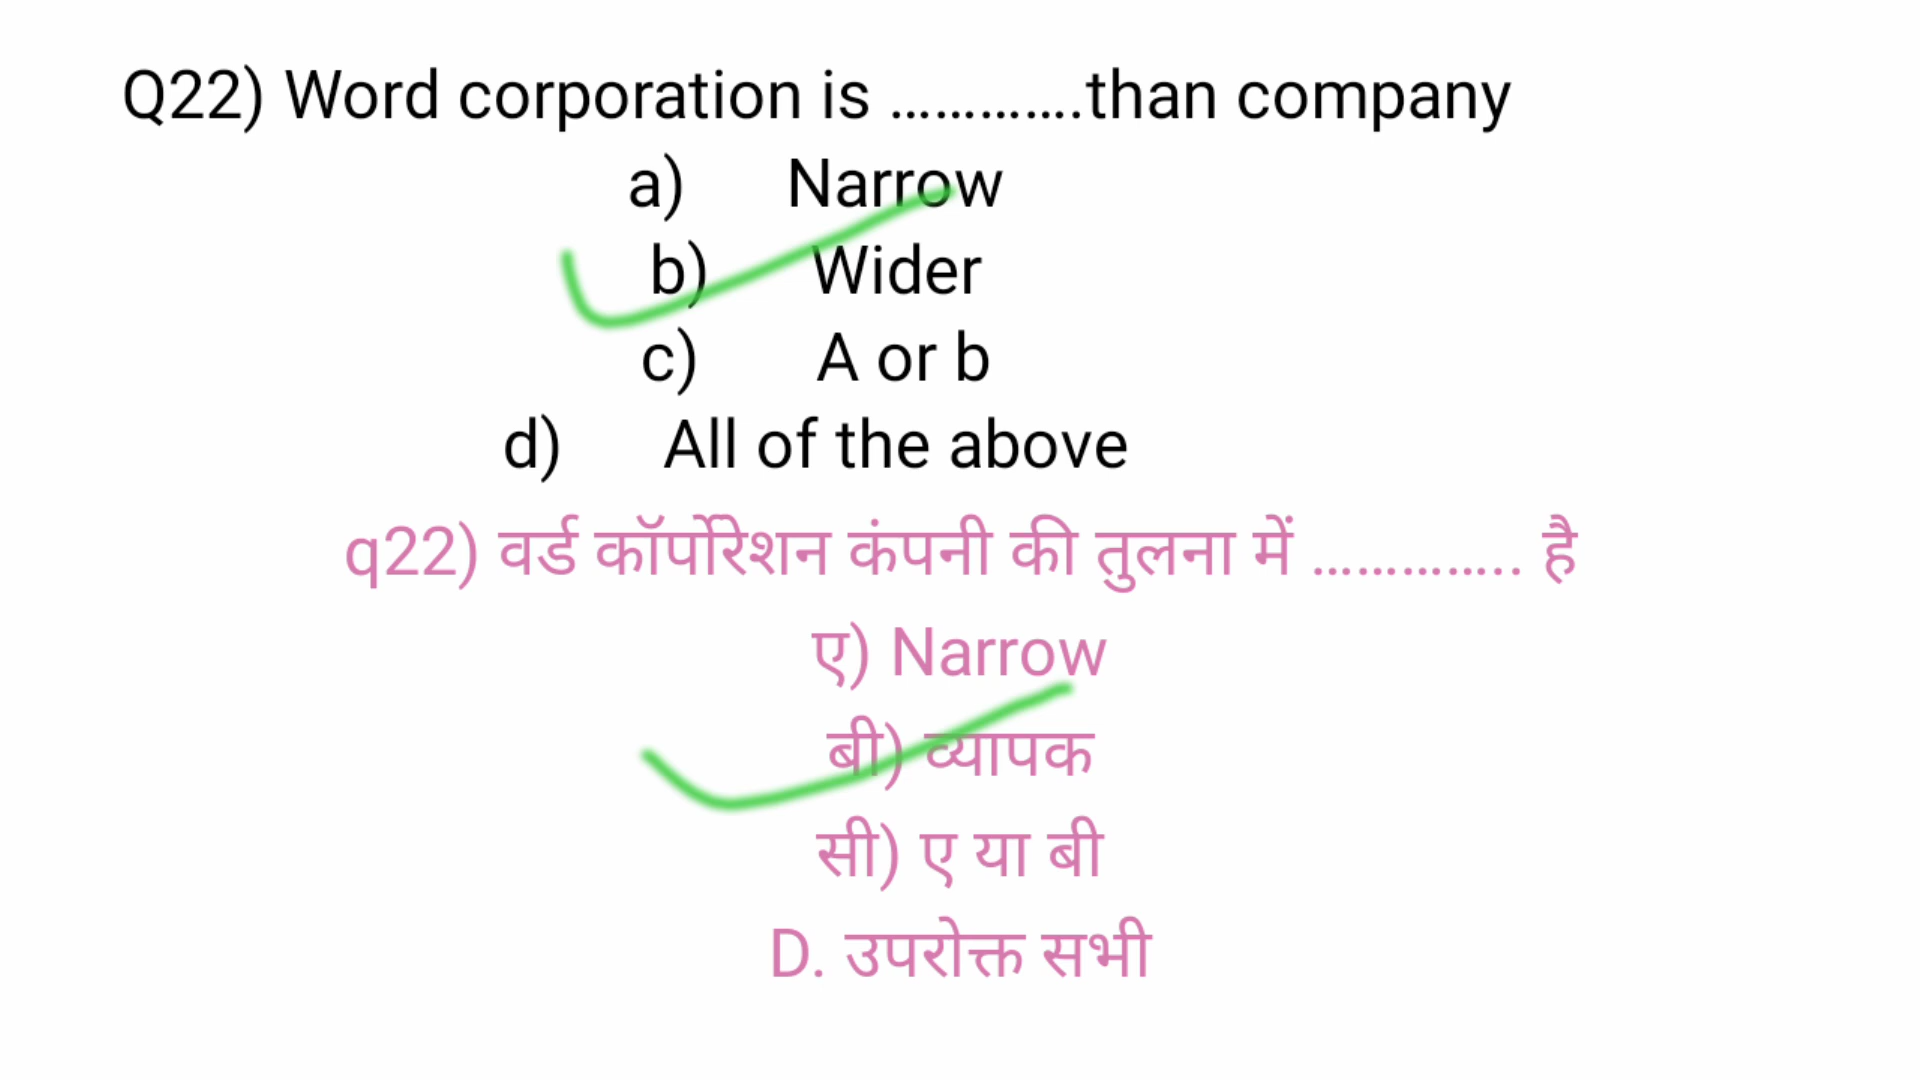 Q22) Word corporation is .............than company
a) Narrow
b) Wider
c) A or b
d) All of the above
q22) वर्ड कॉर्पोरेशन कंपनी की तुलना में .............. है
ए) Narrow
बी) व्यापक
सी) ए या बी
D. उपरोक्त सभी